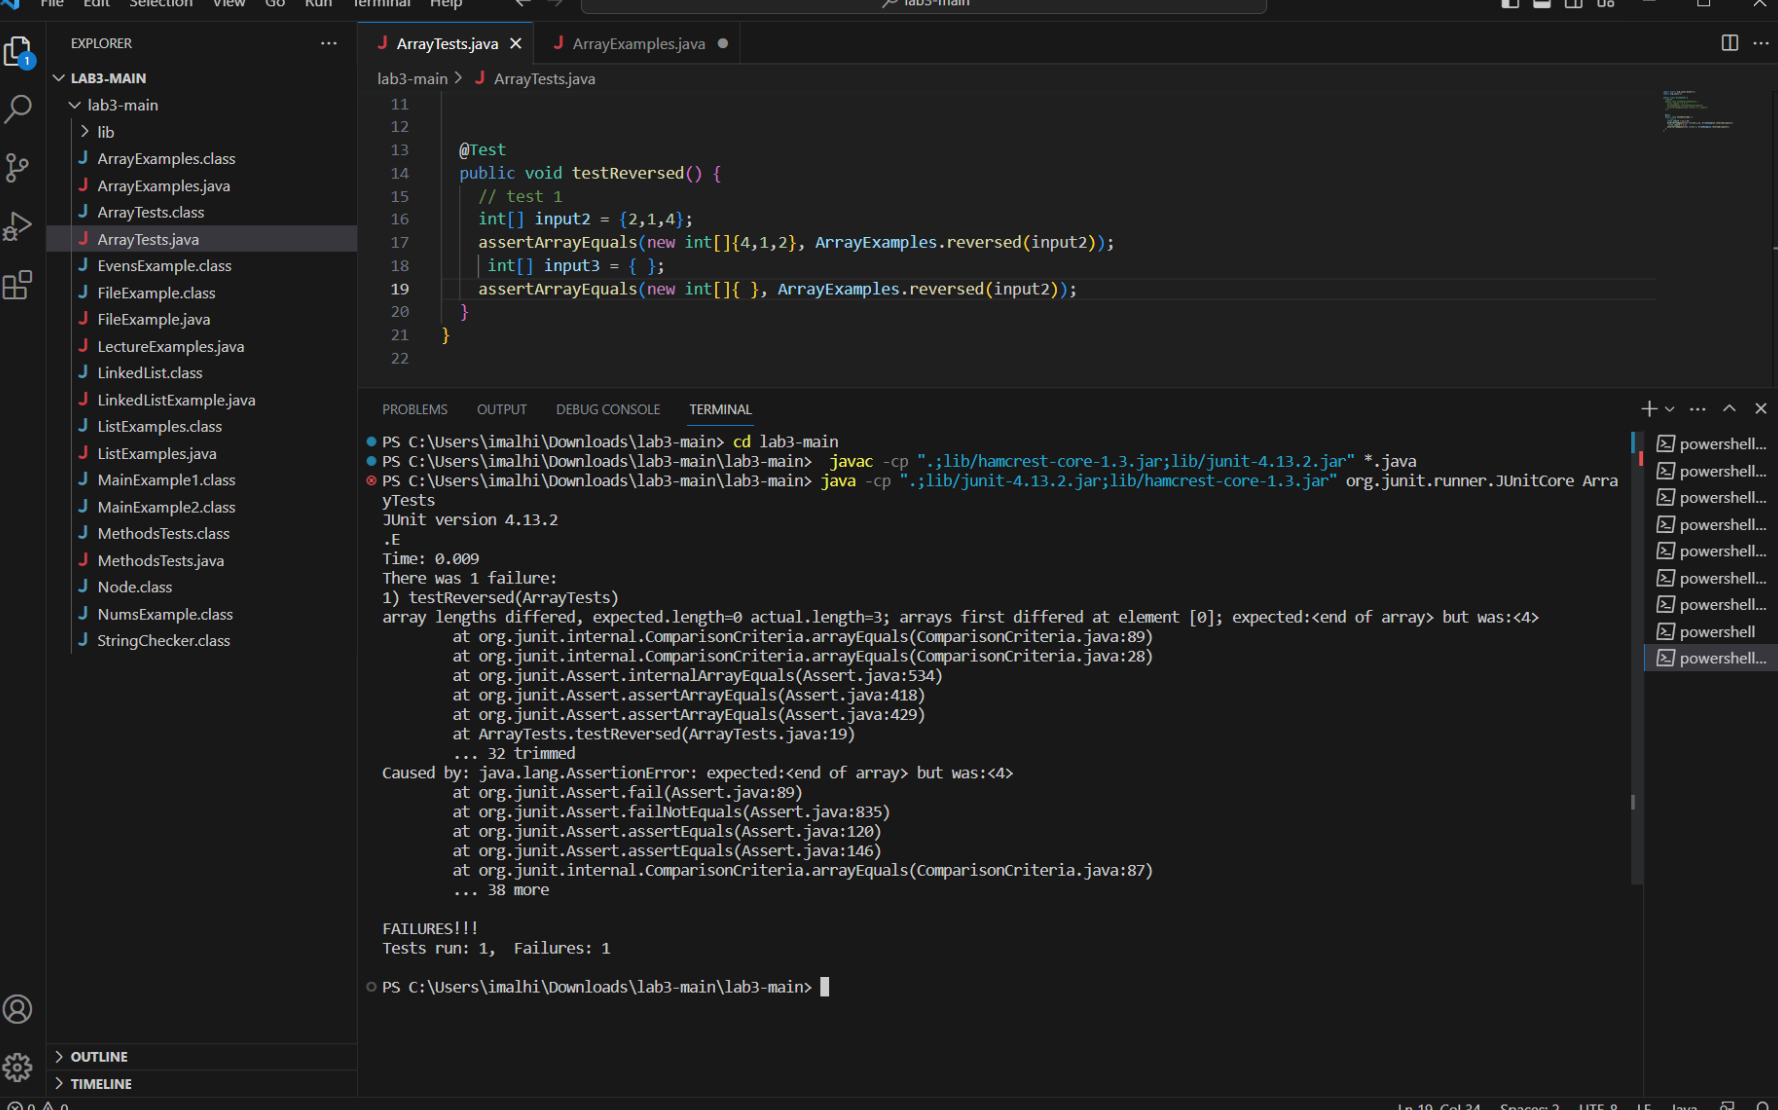 File Edit Selection View Go Run Terminal Help
lab3-main
EXPLORER
LAB3-MAIN
lab3-main
lib
ArrayExamples.class
ArrayExamples.java
ArrayTests.class
ArrayTests.java
EvensExample.class
FileExample.class
FileExample.java
LectureExamples.java
LinkedList.class
LinkedListExample.java
ListExamples.class
ListExamples.java
MainExample1.class
MainExample2.class
MethodsTests.class
MethodsTests.java
Node.class
NumsExample.class
StringChecker.class
OUTLINE
TIMELINE
1
ArrayTests.java
ArrayExamples.java
lab3-main > ArrayTests.java
11
12
13 @Test
14 public void testReversed() {
15 // test 1
16 int[] input2 = {2,1,4};
17 assertArrayEquals(new int[]{4,1,2}, ArrayExamples.reversed(input2));
18 int[] input3 = { };
19 assertArrayEquals(new int[]{ }, ArrayExamples.reversed(input2));
20 }
21 }
22
PROBLEMS OUTPUT DEBUG CONSOLE TERMINAL
PS C:\Users\imalhi\Downloads\lab3-main> cd lab3-main
PS C:\Users\imalhi\Downloads\lab3-main\lab3-main>  javac -cp ".;lib/hamcrest-core-1.3.jar;lib/junit-4.13.2.jar" *.java
PS C:\Users\imalhi\Downloads\lab3-main\lab3-main> java -cp ".;lib/junit-4.13.2.jar;lib/hamcrest-core-1.3.jar" org.junit.runner.JUnitCore Arra
yTests
JUnit version 4.13.2
.E
Time: 0.009
There was 1 failure:
1) testReversed(ArrayTests)
array lengths differed, expected.length=0 actual.length=3; arrays first differed at element [0]; expected:<end of array> but was:<4>
at org.junit.internal.ComparisonCriteria.arrayEquals(ComparisonCriteria.java:89)
at org.junit.internal.ComparisonCriteria.arrayEquals(ComparisonCriteria.java:28)
at org.junit.Assert.internalArrayEquals(Assert.java:534)
at org.junit.Assert.assertArrayEquals(Assert.java:418)
at org.junit.Assert.assertArrayEquals(Assert.java:429)
at ArrayTests.testReversed(ArrayTests.java:19)
... 32 trimmed
Caused by: java.lang.AssertionError: expected:<end of array> but was:<4>
at org.junit.Assert.fail(Assert.java:89)
at org.junit.Assert.failNotEquals(Assert.java:835)
at org.junit.Assert.assertEquals(Assert.java:120)
at org.junit.Assert.assertEquals(Assert.java:146)
at org.junit.internal.ComparisonCriteria.arrayEquals(ComparisonCriteria.java:87)
... 38 more
FAILURES!!!
Tests run: 1,  Failures: 1
PS C:\Users\imalhi\Downloads\lab3-main\lab3-main>
powershell...
powershell...
powershell...
powershell...
powershell...
powershell...
powershell...
powershell
powershell...
0 0
Ln 19, Col 34 Spaces: 2 UTF-8 LF Java